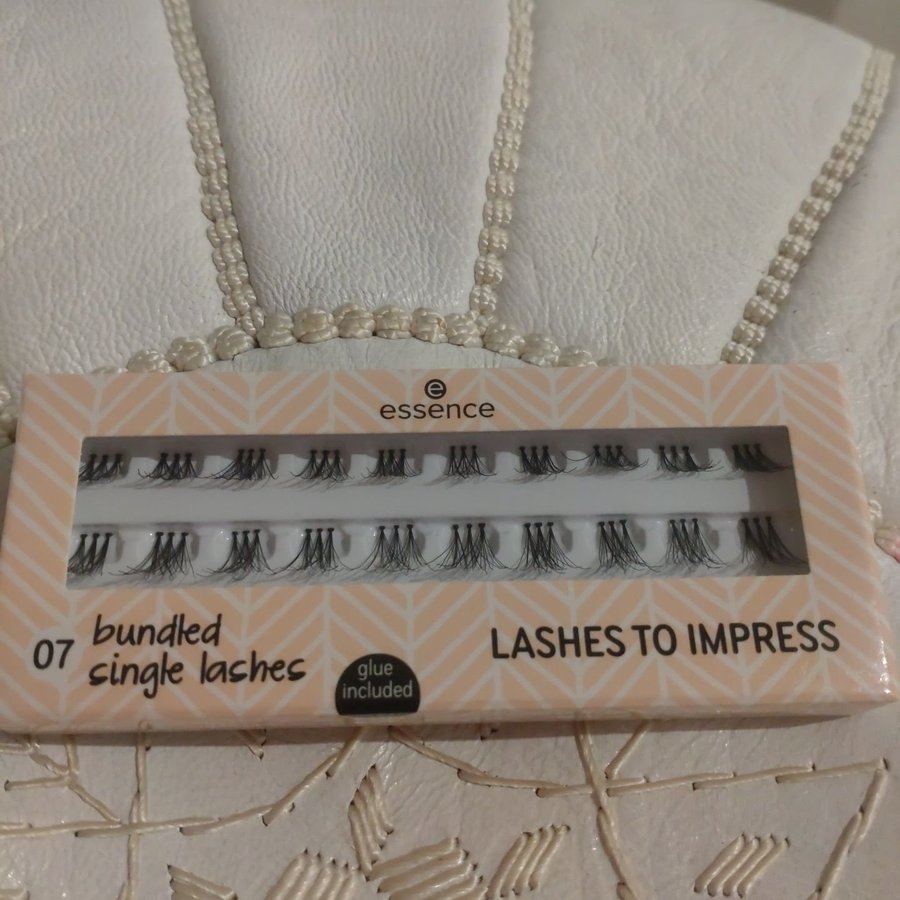 e
essence
07 bundled
single lashes
glue
included
LASHES TO IMPRESS